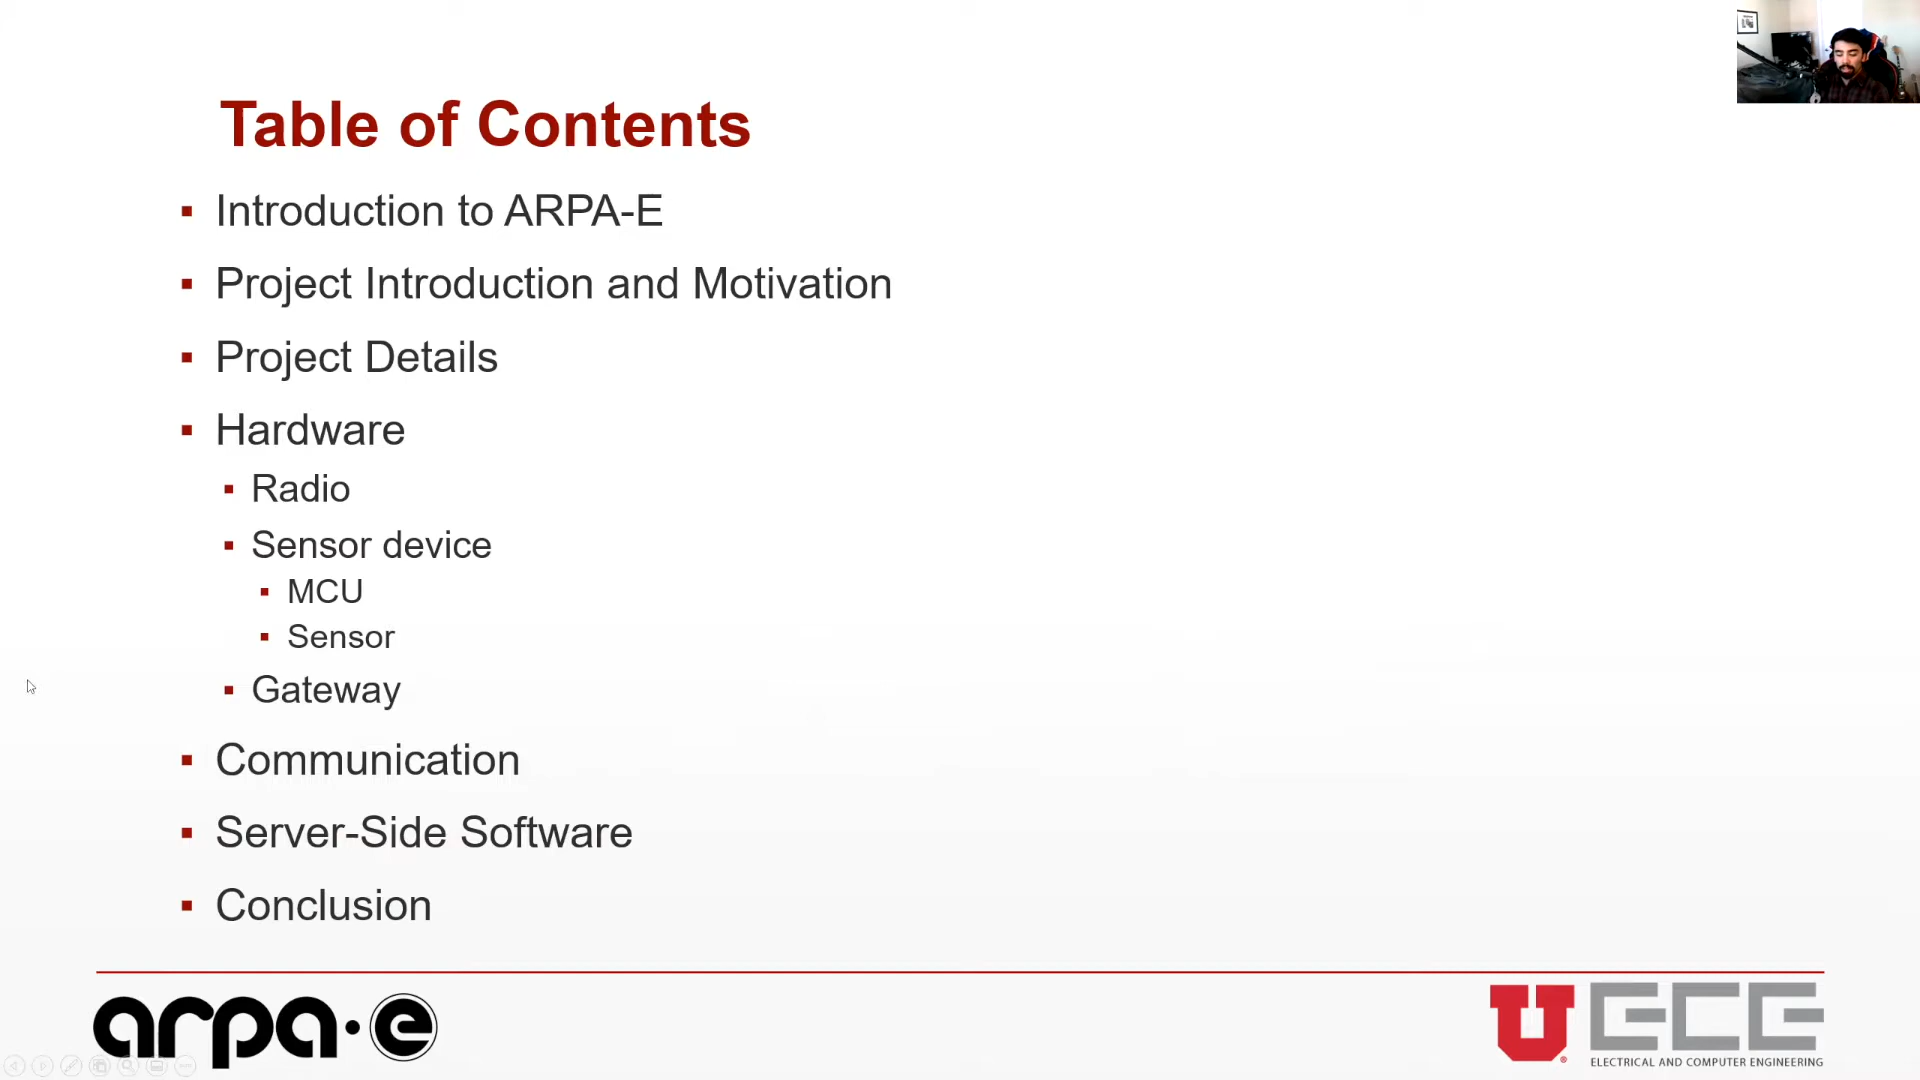 Table of Contents
Introduction to ARPA-E
Project Introduction and Motivation
Project Details
Hardware
Radio
Sensor device
MCU
Sensor
Gateway
Communication
Server-Side Software
Conclusion
arpa·e
U ECE
ELECTRICAL AND COMPUTER ENGINEERING